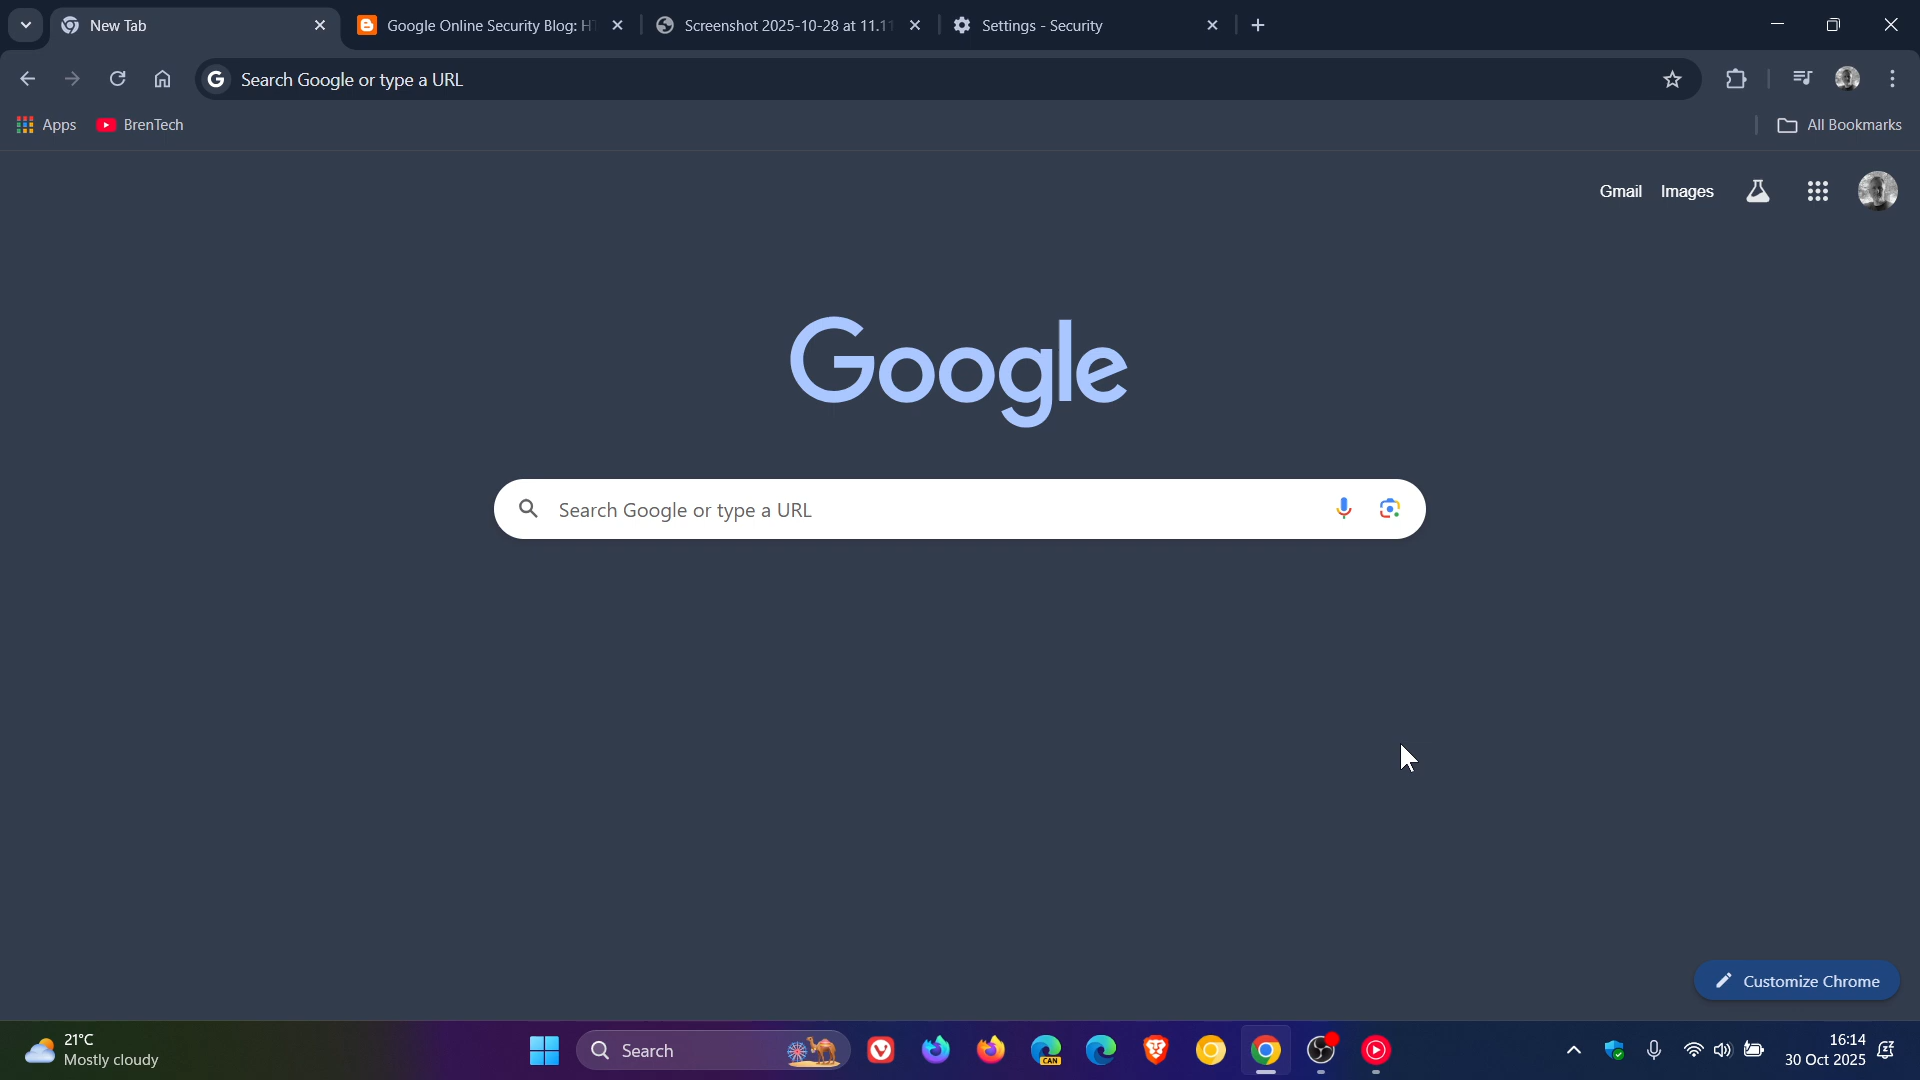 New Tab
Google Online Security Blog: H
Screenshot 2025-10-28 at 11.11
Settings - Security
Search Google or type a URL
Apps
BrenTech
All Bookmarks
Gmail
Images
Google
Search Google or type a URL
Customize Chrome
21°C
Mostly cloudy
Search
CAN
16:14
30 Oct 2025